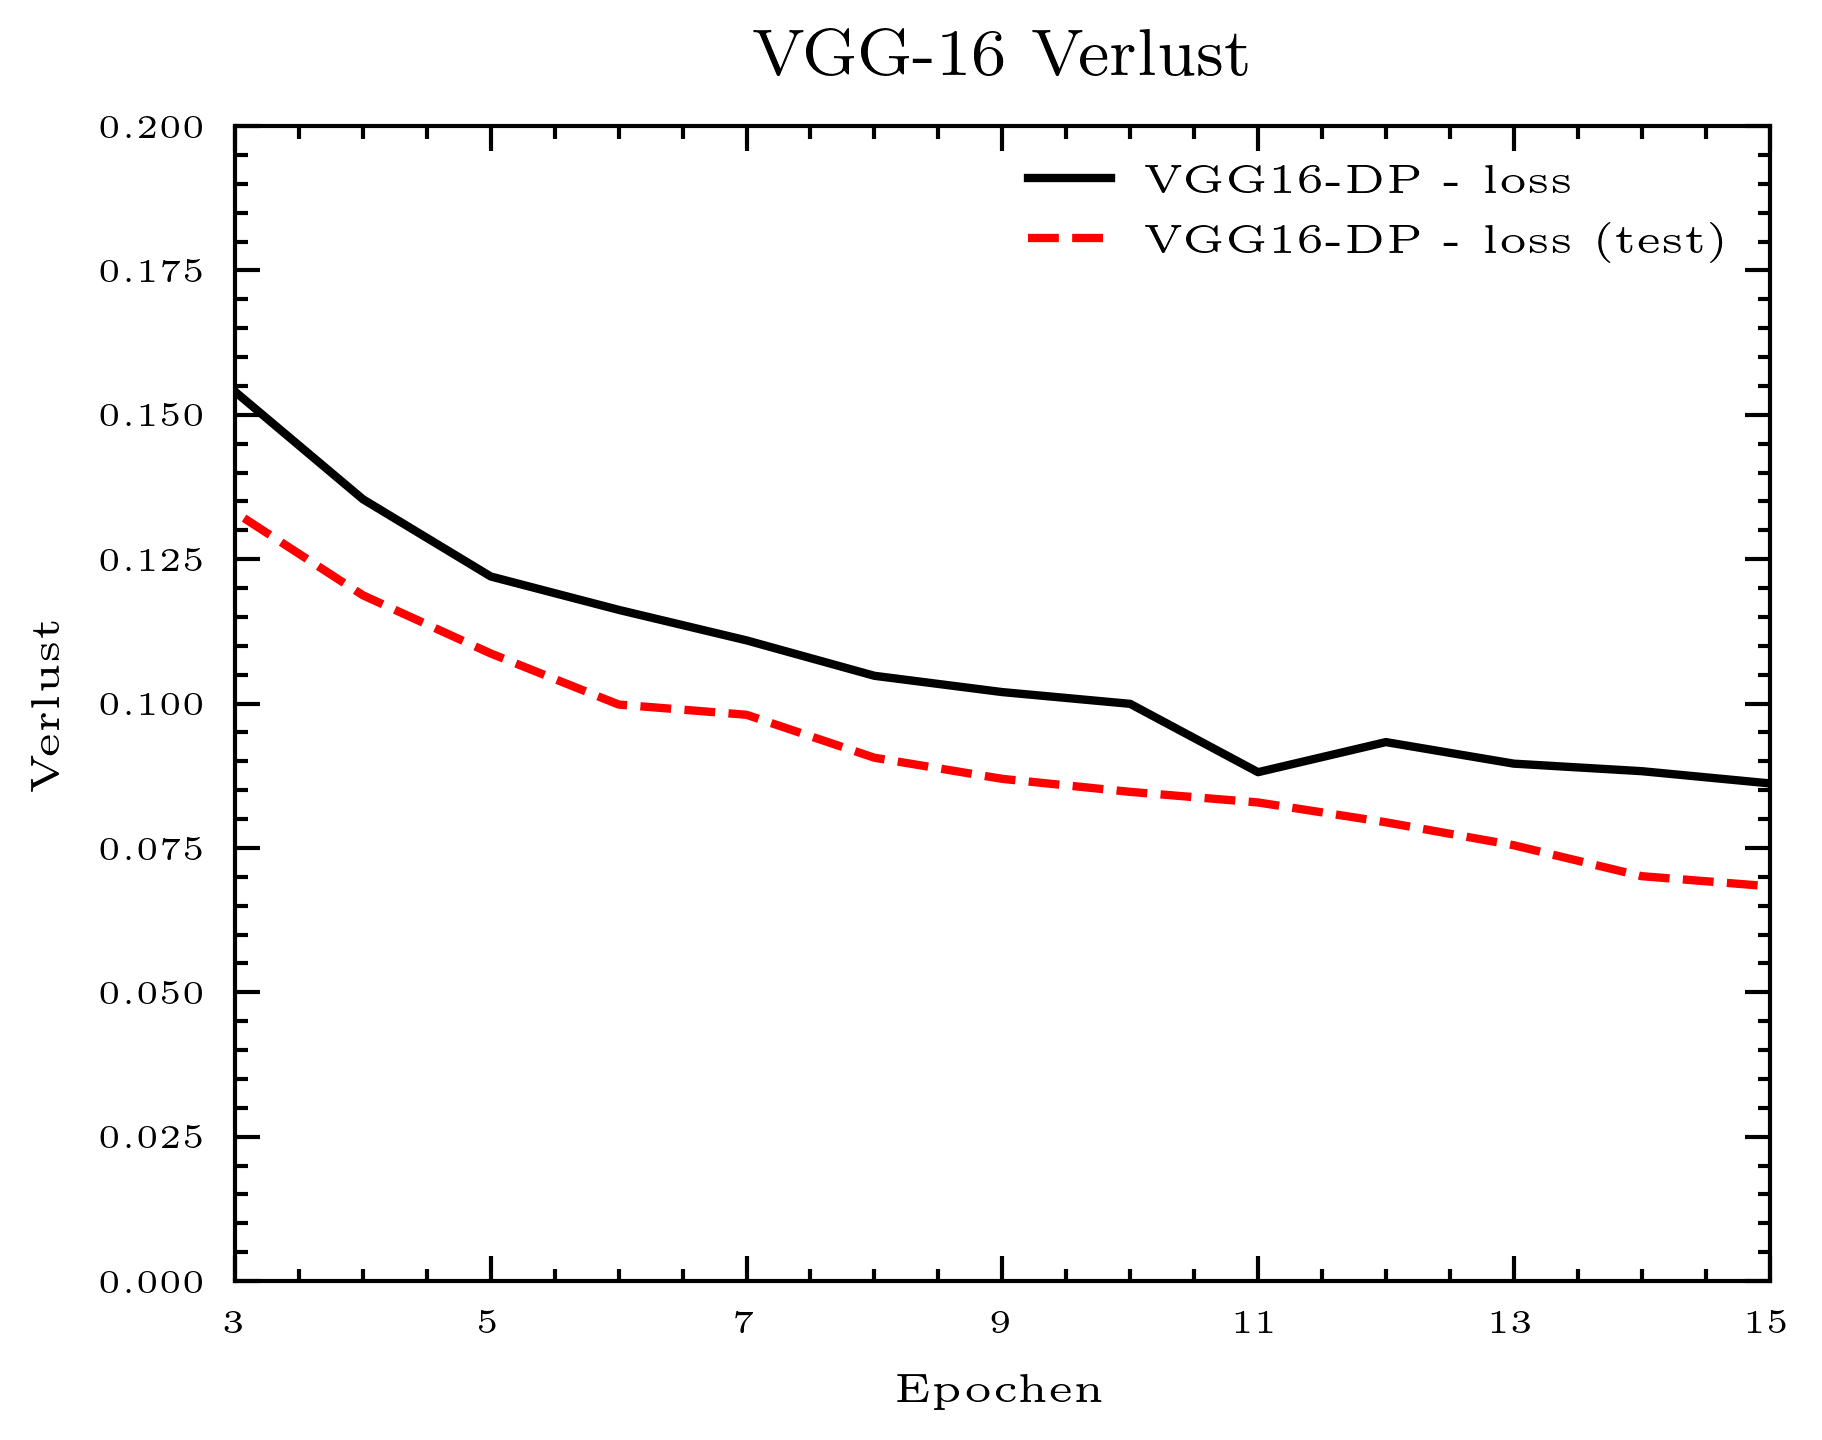 VGG-16 Verlust
VGG16-DP - loss
VGG16-DP - loss (test)
0.200
0.175
0.150
0.125
0.100
0.075
0.050
0.025
0.000
Verlust
3 5 7 9 11 13 15
Epochen